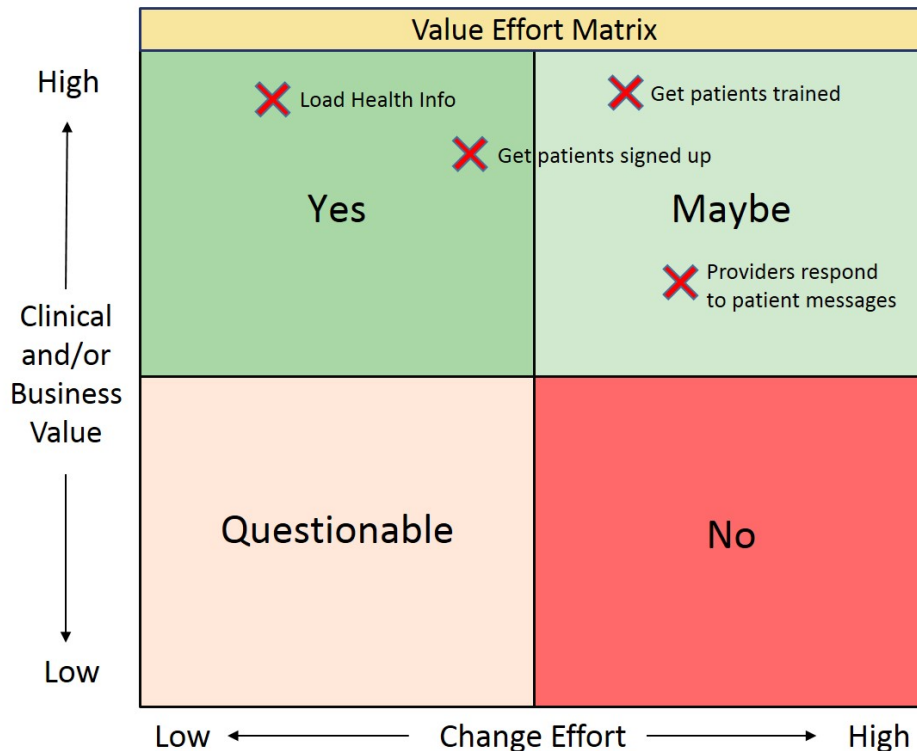 Value Effort Matrix
High
Load Health Info
Get patients trained
Get patients signed up
Yes
Maybe
Providers respond
to patient messages
Clinical
and/or
Business
Value
Questionable
No
Low
Low
Change Effort
High